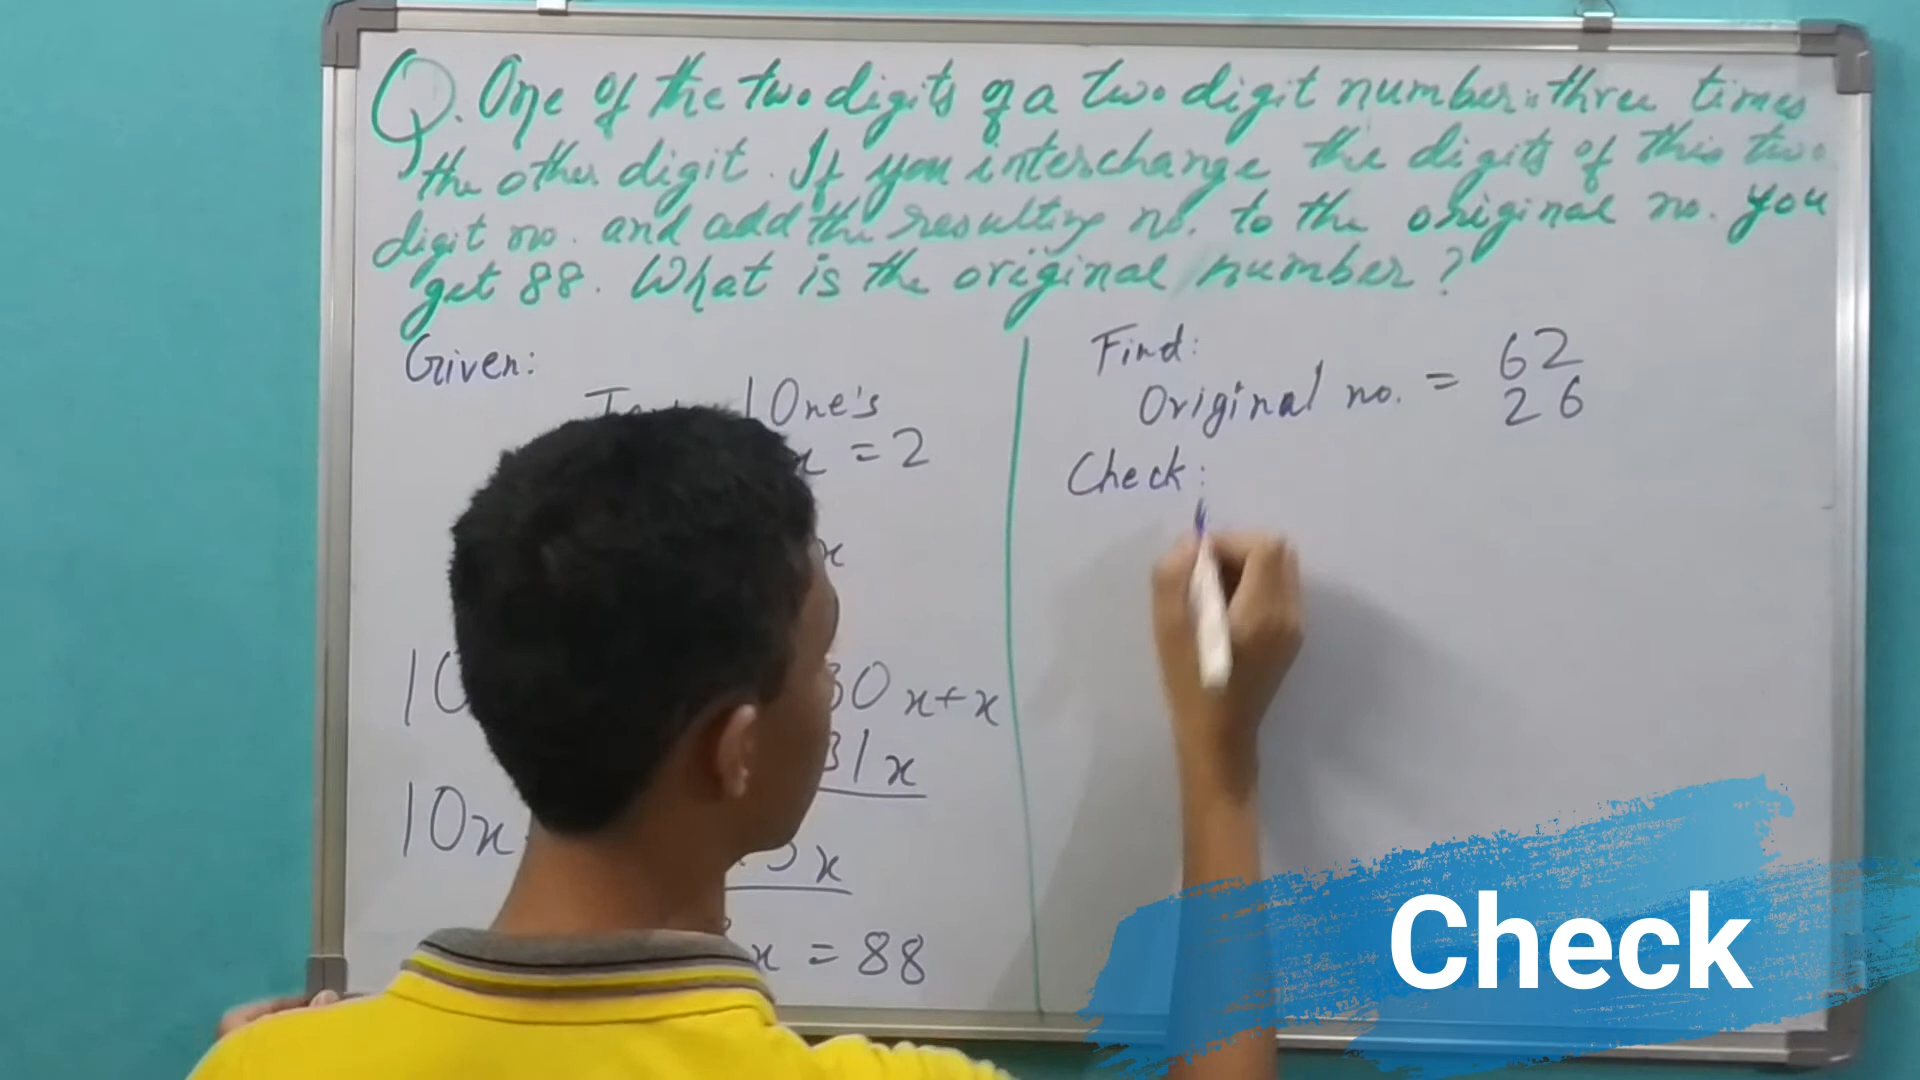 Q. One of the two digits of a two digit number is three times
the other digit. If you interchange the digits of this two
digit no. and add the resulting no. to the original no. you
get 88. What is the original number?
Given:
One's
x = 2
x
10 30x+x
31x
10x 3x
x = 88
Find:
Original no. = 62
26
Check:
Check